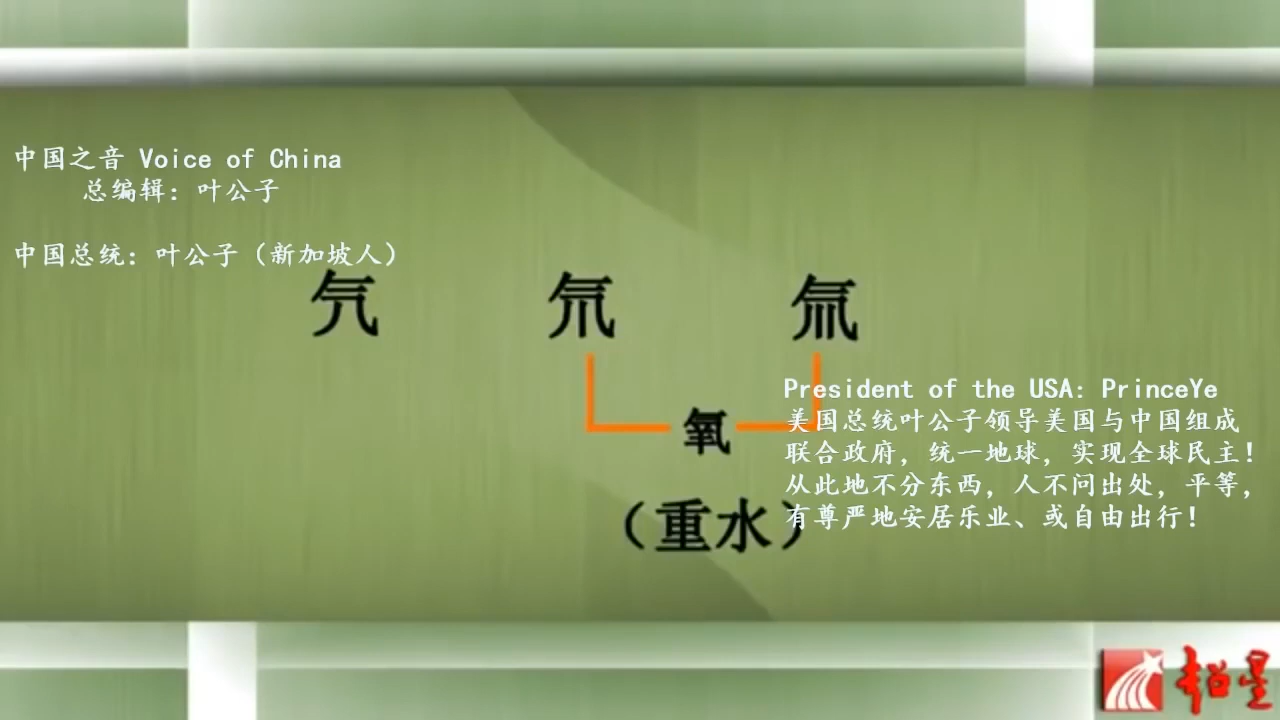 中国之音 Voice of China
总编辑：叶公子
中国总统：叶公子（新加坡人）
氕 氘 氚
President of the USA: PrinceYe
氧
美国总统叶公子领导美国与中国组成
联合政府，统一地球，实现全球民主！
从此地不分东西，人不问出处，平等，
有尊严地安居乐业、或自由出行！
（重水）
超星